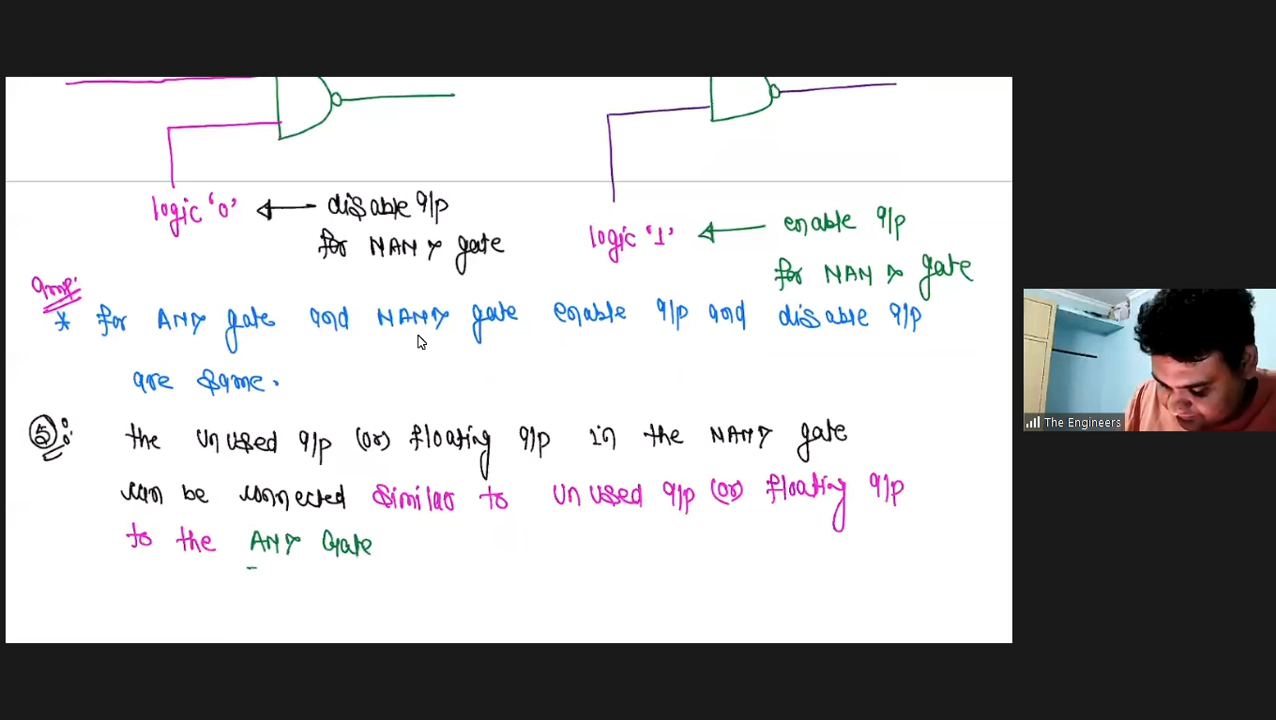 logic '0' ← disable i/p
for NAND gate
logic '1' ← enable i/p
for NAND gate
imp:
* for AND gate and NAND gate enable i/p and disable i/p
are same.
⑤: the unused i/p (or) floating i/p in the NAND gate
can be connected similar to unused i/p (or) floating i/p
to the AND Gate
The Engineers